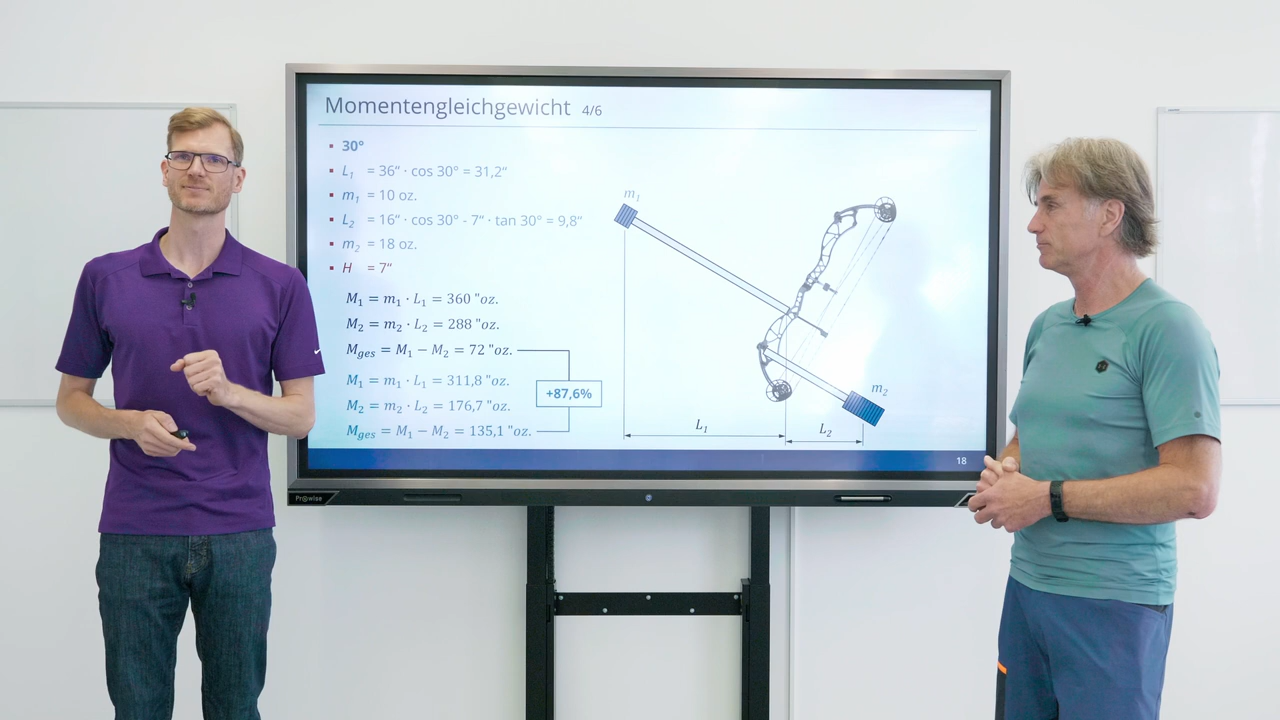 Momentengleichgewicht 4/6
30°
L1 = 36“ · cos 30° = 31,2“
m1 = 10 oz.
L2 = 16“ · cos 30° - 7“ · tan 30° = 9,8“
m2 = 18 oz.
H = 7“
M1 = m1 · L1 = 360 "oz.
M2 = m2 · L2 = 288 "oz.
Mges = M1 − M2 = 72 "oz.
M1 = m1 · L1 = 311,8 "oz.
M2 = m2 · L2 = 176,7 "oz.
Mges = M1 − M2 = 135,1 "oz.
+87,6%
m1
m2
L1
L2
18
Prowise